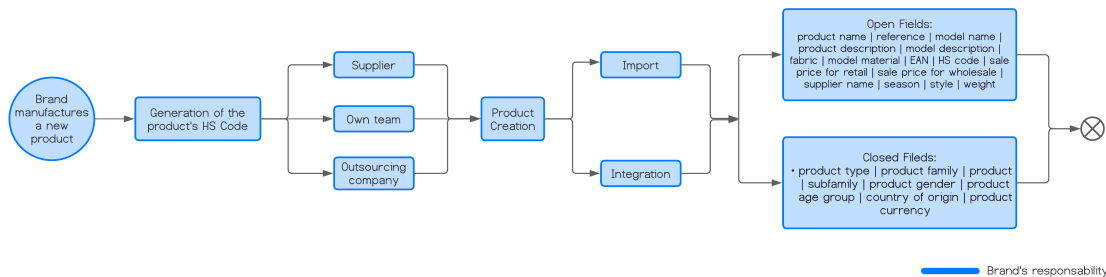 Brand
manufactures
a new
product
Generation of the
product's HS Code
Supplier
Own team
Outsourcing
company
Product
Creation
Import
Integration
Open Fields:
product name | reference | model name |
product description | model description |
fabric | model material | EAN | HS code | sale
price for retail | sale price for wholesale |
supplier name | season | style | weight
Closed Fileds:
• product type | product family | product
| subfamily | product gender | product
age group | country of origin | product
currency
Brand's responsability